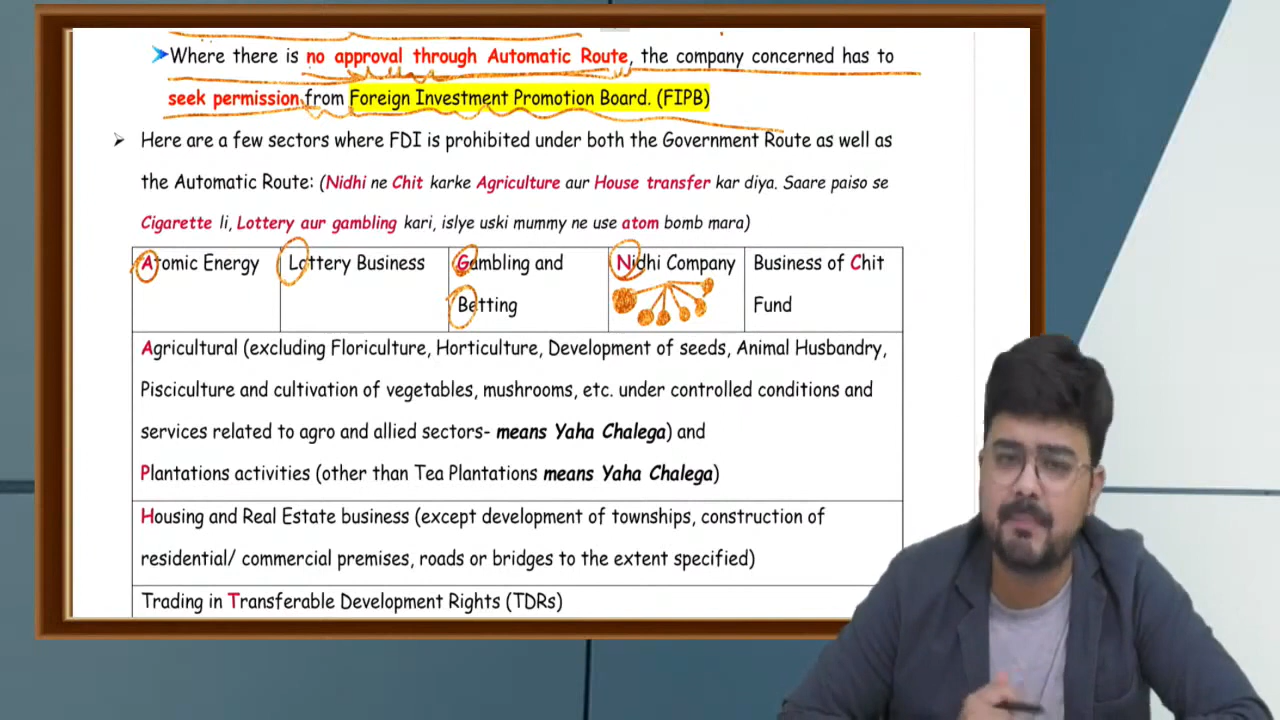 Where there is no approval through Automatic Route, the company concerned has to
seek permission from Foreign Investment Promotion Board. (FIPB)
Here are a few sectors where FDI is prohibited under both the Government Route as well as
the Automatic Route: (Nidhi ne Chit karke Agriculture aur House transfer kar diya. Saare paiso se
Cigarette li, Lottery aur gambling kari, islye uski mummy ne use atom bomb mara)
Atomic Energy
Lottery Business
Gambling and
Betting
Nidhi Company
Business of Chit
Fund
Agricultural (excluding Floriculture, Horticulture, Development of seeds, Animal Husbandry,
Pisciculture and cultivation of vegetables, mushrooms, etc. under controlled conditions and
services related to agro and allied sectors- means Yaha Chalega) and
Plantations activities (other than Tea Plantations means Yaha Chalega)
Housing and Real Estate business (except development of townships, construction of
residential/ commercial premises, roads or bridges to the extent specified)
Trading in Transferable Development Rights (TDRs)